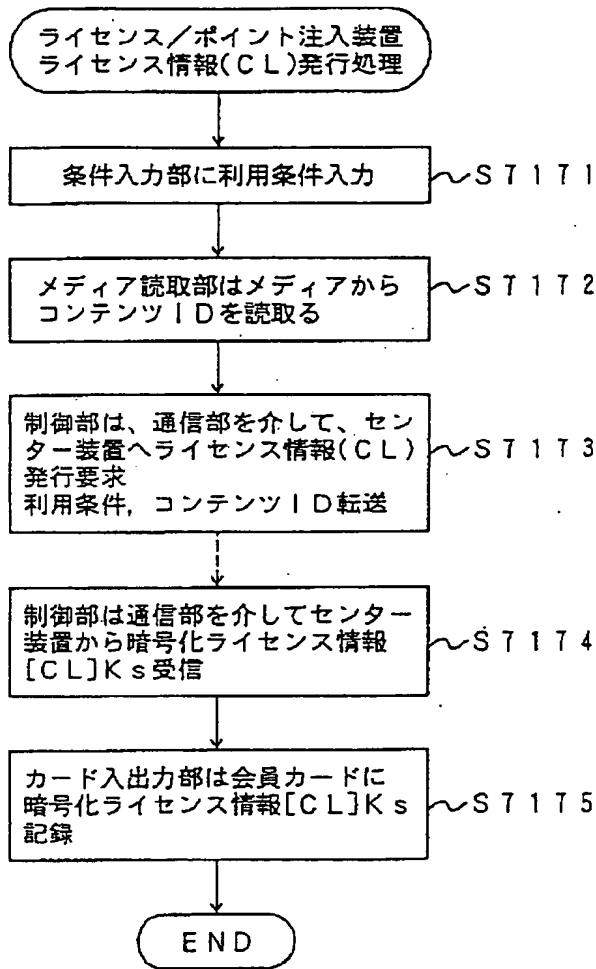 ライセンス／ポイント注入装置
ライセンス情報(CL)発行処理
条件入力部に利用条件入力
S7171
メディア読取部はメディアから
コンテンツIDを読取る
S7172
制御部は、通信部を介して、セン
ター装置へライセンス情報(CL)
発行要求
利用条件，コンテンツID転送
S7173
制御部は通信部を介してセンター
装置から暗号化ライセンス情報
[CL]Ks受信
S7174
カード入出力部は会員カードに
暗号化ライセンス情報[CL]Ks
記録
S7175
END